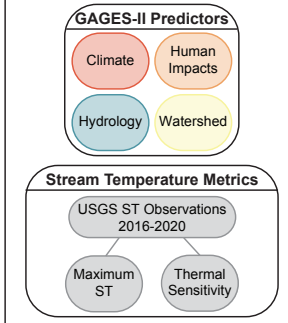 GAGES-II Predictors
Climate
Human
Impacts
Hydrology
Watershed
Stream Temperature Metrics
USGS ST Observations
2016-2020
Maximum
ST
Thermal
Sensitivity